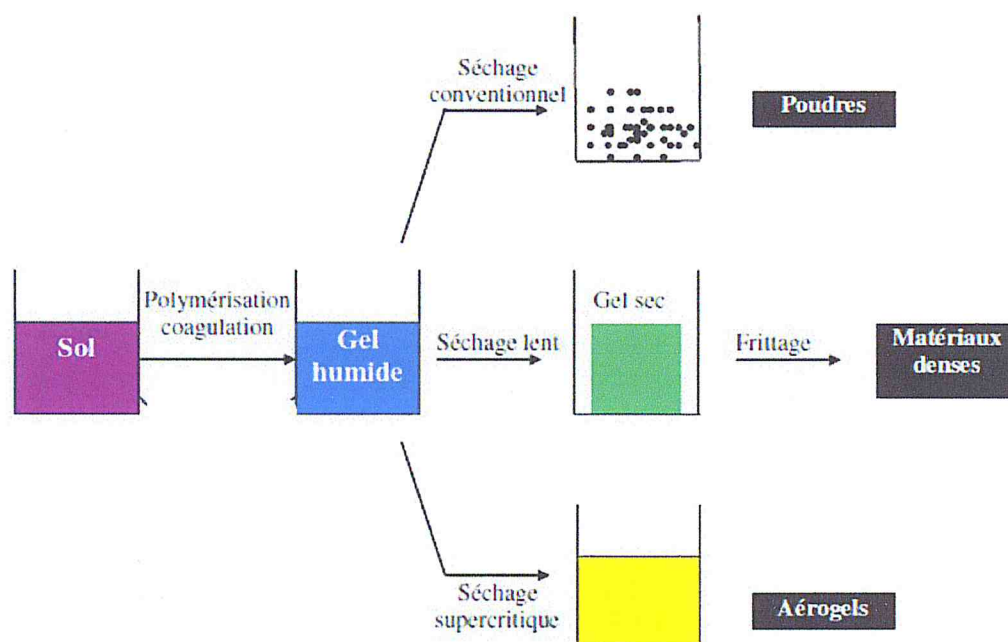 Séchage
conventionnel
Poudres
Polymérisation
coagulation
Sol
Gel
humide
Séchage lent
Gel sec
Frittage
Matériaux
denses
Séchage
supercritique
Aérogels